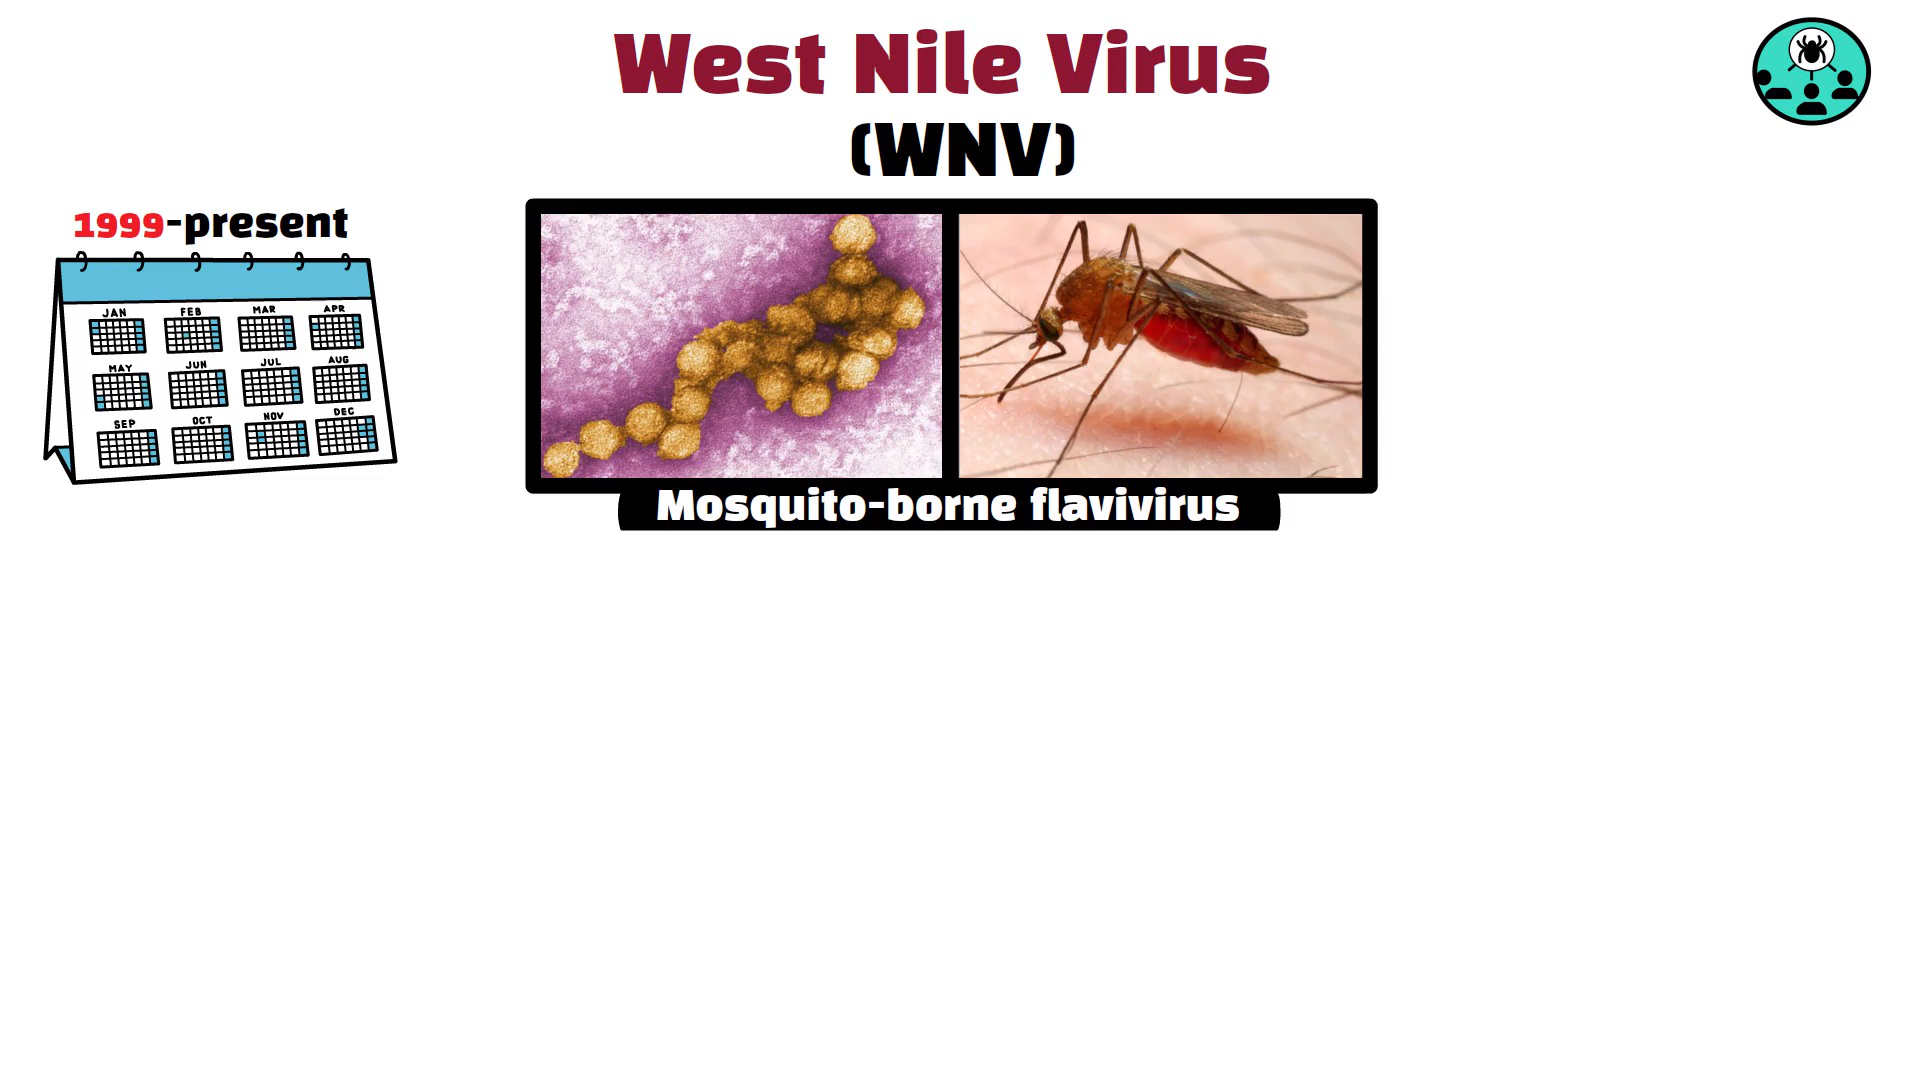 West Nile Virus
(WNV)
1999-present
JAN FEB MAR APR
MAY JUN JUL AUG
SEP OCT NOV DEC
Mosquito-borne flavivirus